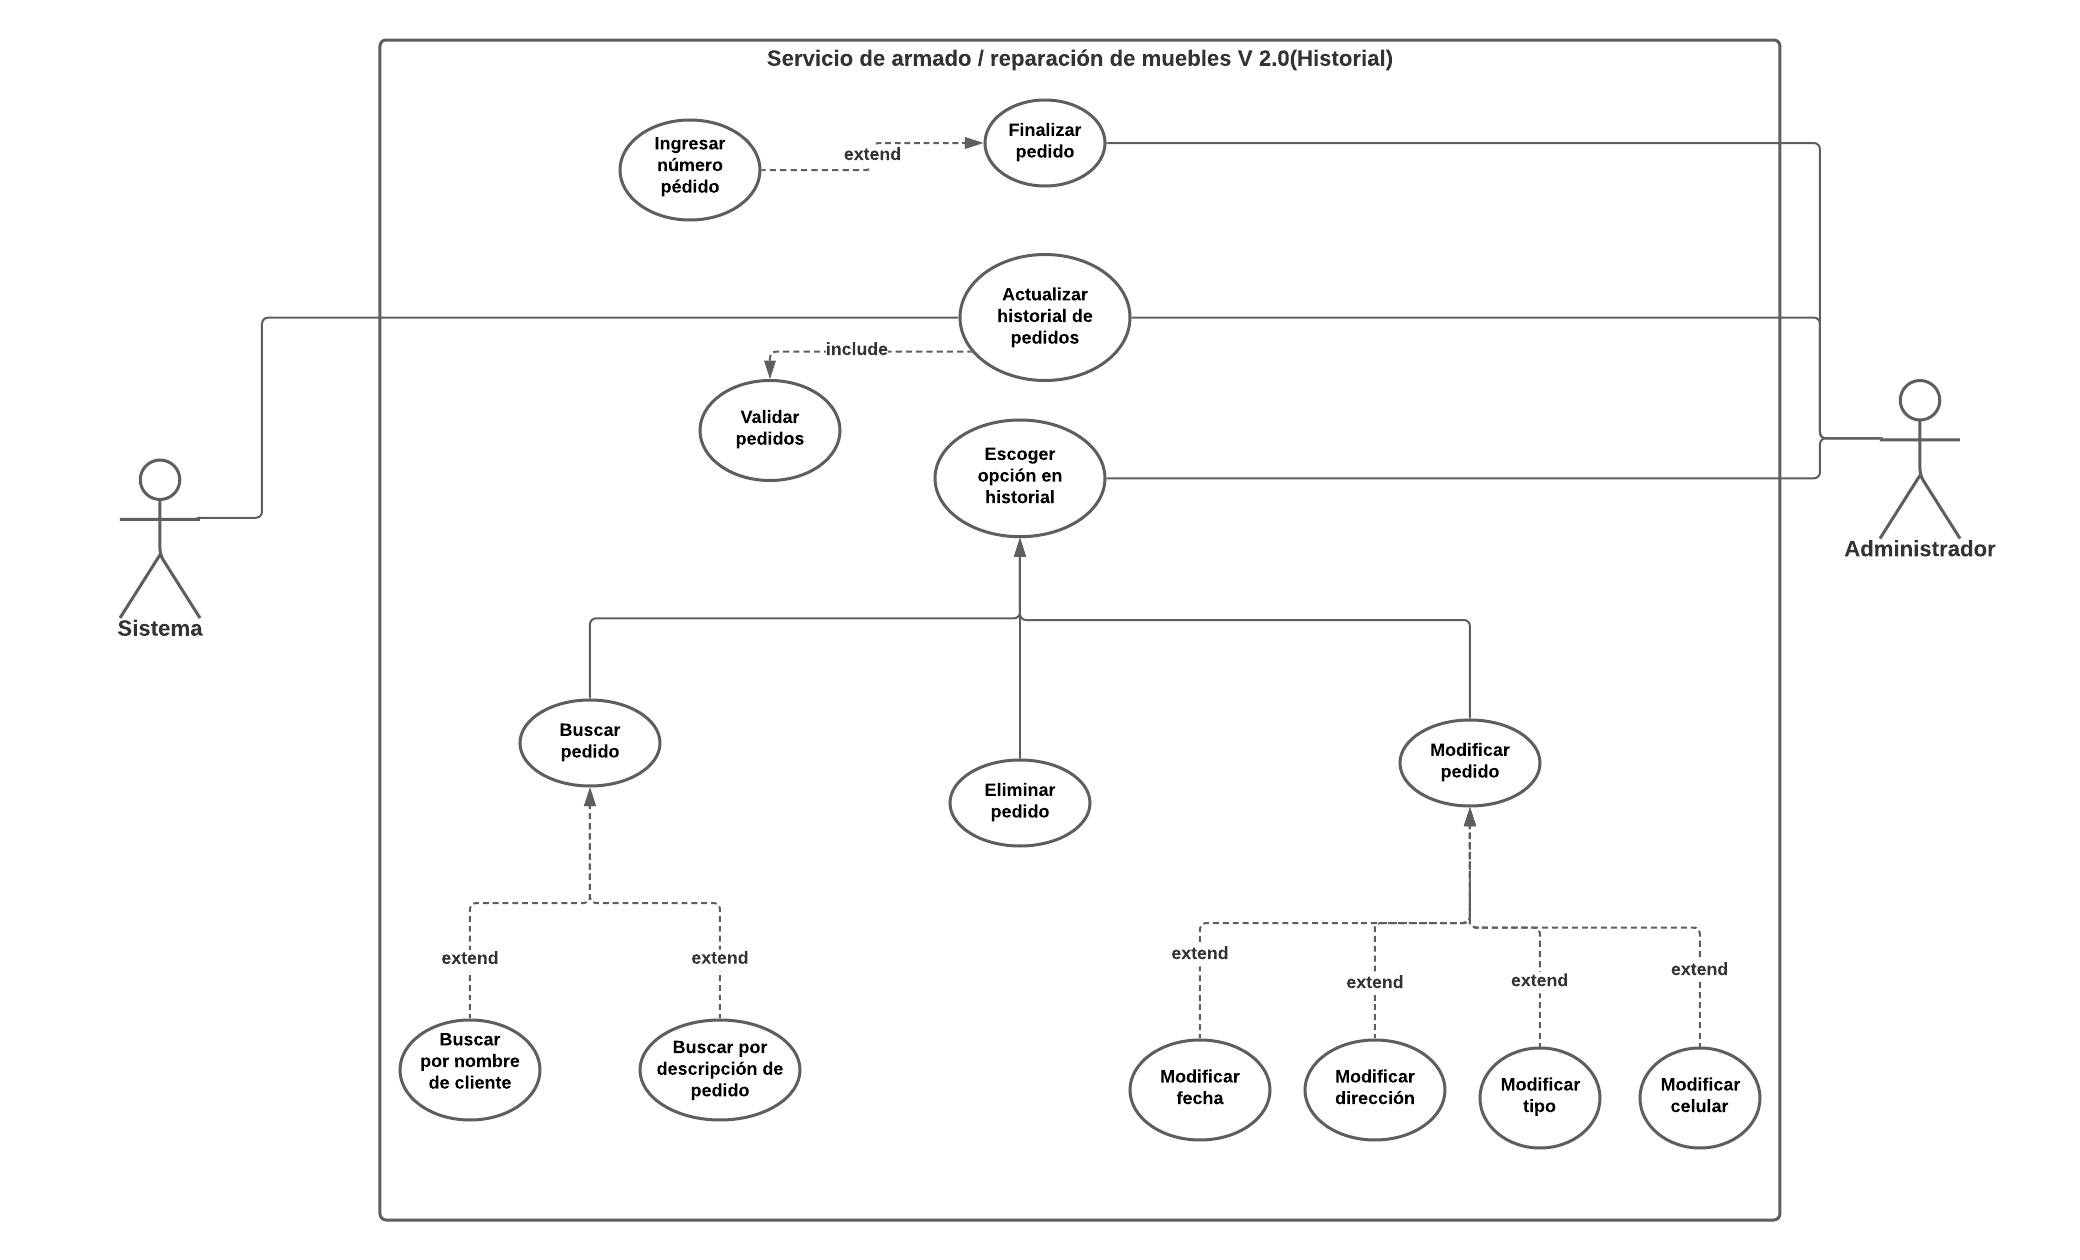 Servicio de armado / reparación de muebles V 2.0(Historial)
Ingresar
número
pédido
extend
Finalizar
pedido
Actualizar
historial de
pedidos
include
Validar
pedidos
Escoger
opción en
historial
Sistema
Administrador
Buscar
pedido
Eliminar
pedido
Modificar
pedido
extend
extend
extend
extend
extend
extend
Buscar
por nombre
de cliente
Buscar por
descripción de
pedido
Modificar
fecha
Modificar
dirección
Modificar
tipo
Modificar
celular